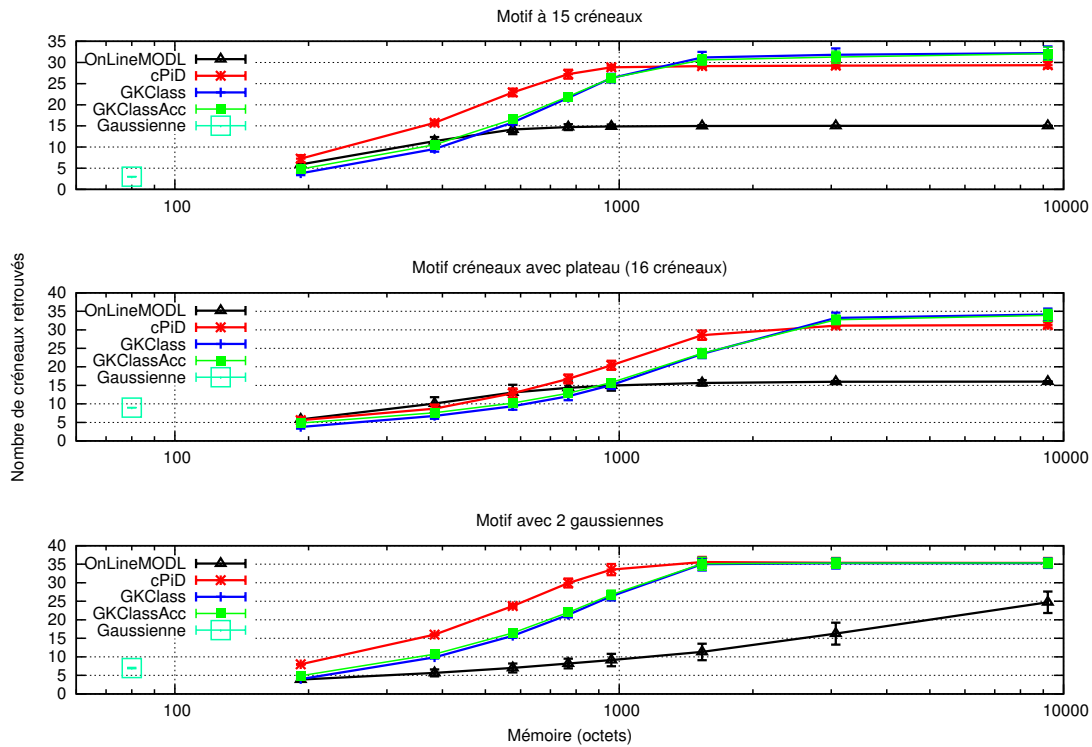 Motif à 15 créneaux
35
30
25
20
15
10
5
0
OnLineMODL
cPiD
GKClass
GKClassAcc
Gaussienne
100
1000
10000
Nombre de créneaux retrouvés
Motif créneaux avec plateau (16 créneaux)
40
35
30
25
20
15
10
5
0
OnLineMODL
cPiD
GKClass
GKClassAcc
Gaussienne
100
1000
10000
Motif avec 2 gaussiennes
40
35
30
25
20
15
10
5
0
OnLineMODL
cPiD
GKClass
GKClassAcc
Gaussienne
100
1000
10000
Mémoire (octets)